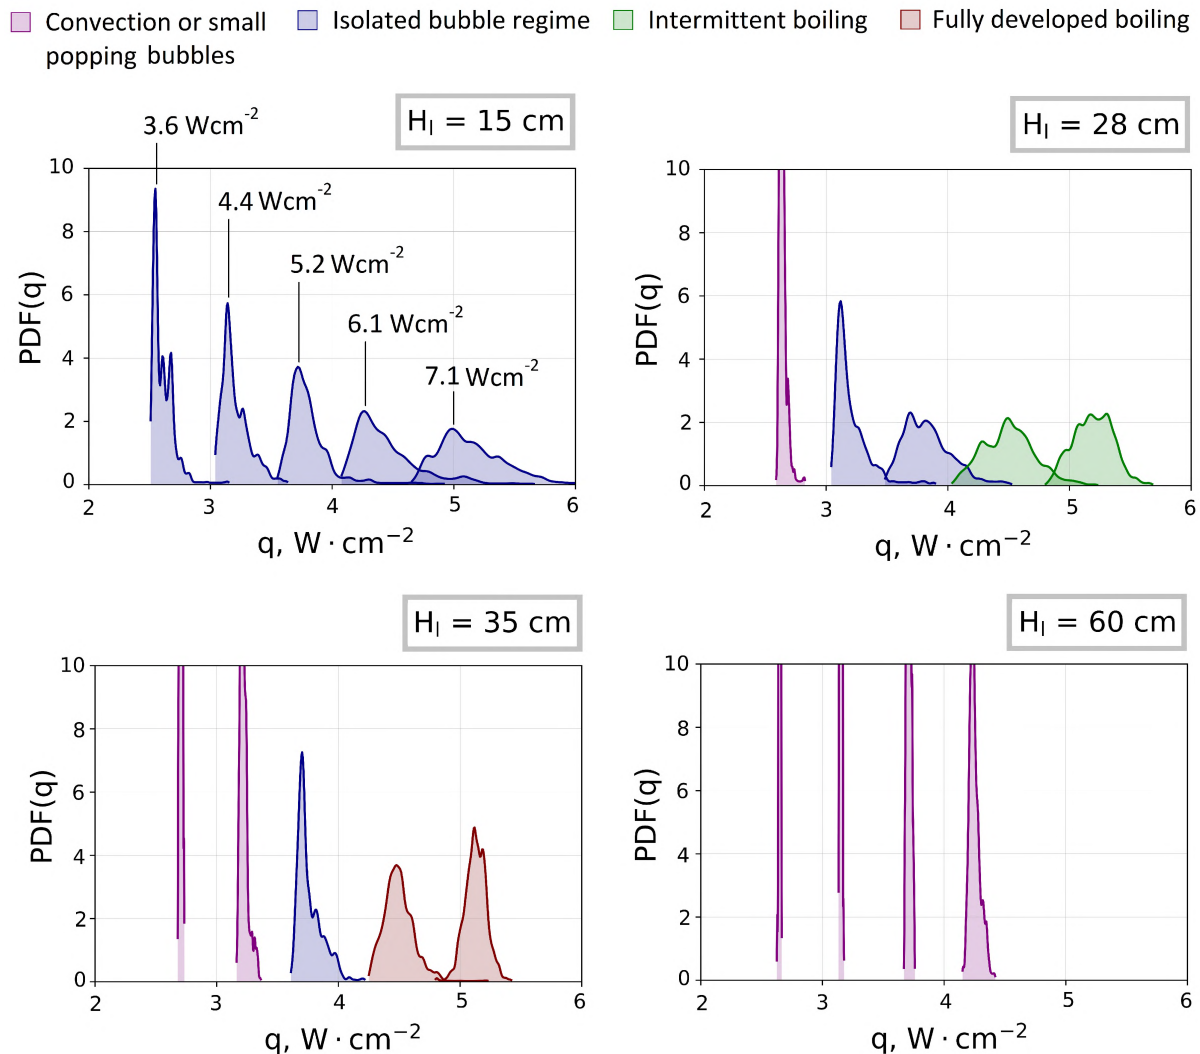 Convection or small
popping bubbles
Isolated bubble regime
Intermittent boiling
Fully developed boiling
Hₗ = 15 cm
3.6 Wcm⁻²
4.4 Wcm⁻²
5.2 Wcm⁻²
6.1 Wcm⁻²
7.1 Wcm⁻²
PDF(q)
10
8
6
4
2
0
2 3 4 5 6
q, W · cm⁻²
Hₗ = 28 cm
PDF(q)
10
8
6
4
2
0
2 3 4 5 6
q, W · cm⁻²
Hₗ = 35 cm
PDF(q)
10
8
6
4
2
0
2 3 4 5 6
q, W · cm⁻²
Hₗ = 60 cm
PDF(q)
10
8
6
4
2
0
2 3 4 5 6
q, W · cm⁻²